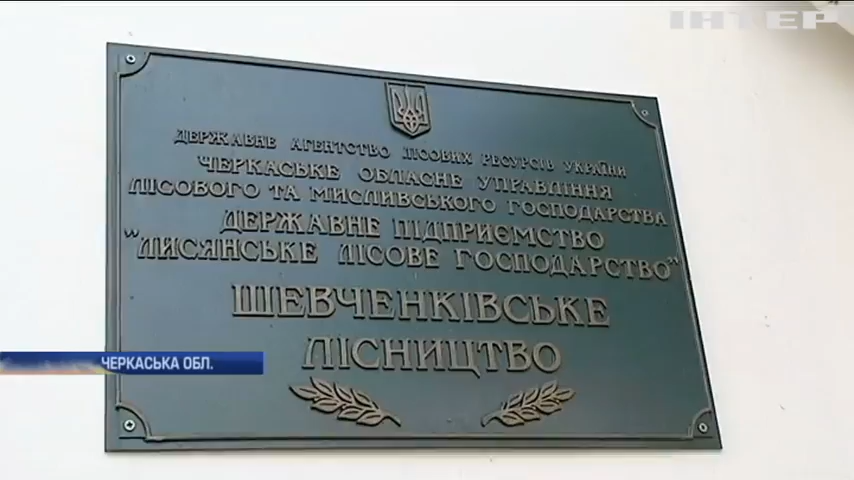 ІНТЕР
ДЕРЖАВНЕ АГЕНТСТВО ЛІСОВИХ РЕСУРСІВ УКРАЇНИ
ЧЕРКАСЬКЕ ОБЛАСНЕ УПРАВЛІННЯ
ЛІСОВОГО ТА МИСЛИВСЬКОГО ГОСПОДАРСТВА
ДЕРЖАВНЕ ПІДПРИЄМСТВО
”ЛИСЯНСЬКЕ ЛІСОВЕ ГОСПОДАРСТВО”
ШЕВЧЕНКІВСЬКЕ
ЛІСНИЦТВО
ЧЕРКАСЬКА ОБЛ.